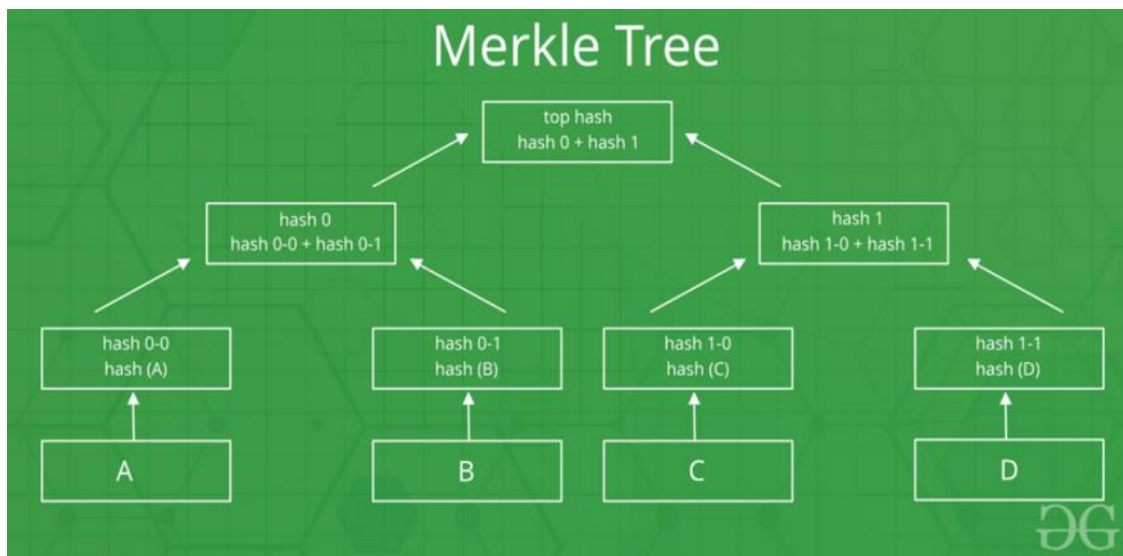 Merkle Tree
top hash
hash 0 + hash 1
hash 0
hash 0-0 + hash 0-1
hash 1
hash 1-0 + hash 1-1
hash 0-0
hash (A)
hash 0-1
hash (B)
hash 1-0
hash (C)
hash 1-1
hash (D)
A
B
C
D